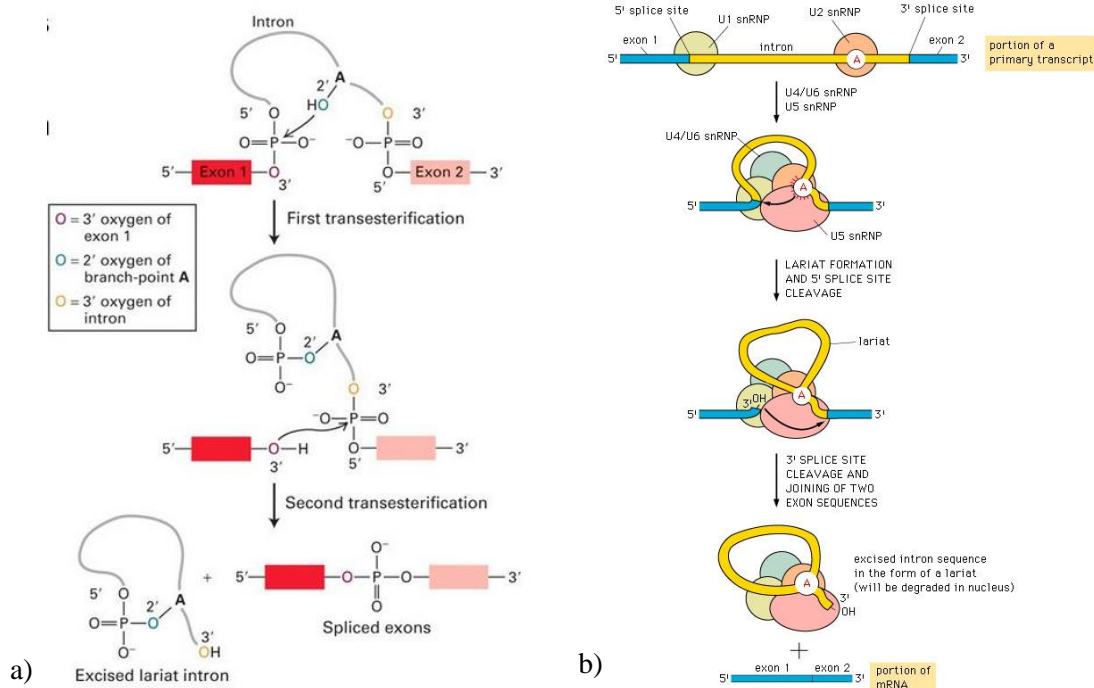 Intron
A
2′
HO
5′
O
O
3′
O=P—O⁻
⁻O—P=O
O
O
5′
Exon 1
3′
5′
Exon 2
3′
First transesterification
O = 3′ oxygen of
exon 1
O = 2′ oxygen of
branch-point A
O = 3′ oxygen of
intron
5′
O
2′
A
O=P—O
O⁻
O
3′
⁻O—P=O
5′
O—H
3′
O
5′
3′
Second transesterification
5′
O
2′
A
O=P—O
O⁻
3′
OH
+
O⁻
5′
O—P—O
3′
O
Spliced exons
a)
Excised lariat intron
5' splice site
U1 snRNP
U2 snRNP
3' splice site
exon 1
intron
exon 2
5'
A
3'
portion of a
primary transcript
U4/U6 snRNP
U5 snRNP
U4/U6 snRNP
A
5'
3'
U5 snRNP
LARIAT FORMATION
AND 5' SPLICE SITE
CLEAVAGE
lariat
A
3'OH
5'
3'
3' SPLICE SITE
CLEAVAGE AND
JOINING OF TWO
EXON SEQUENCES
A
3'
OH
excised intron sequence
in the form of a lariat
(will be degraded in nucleus)
+
b)
exon 1
exon 2
5'
3'
portion of
mRNA